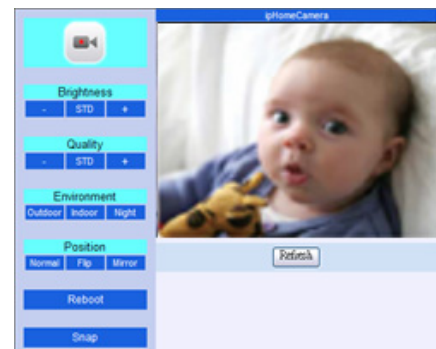 ipHomeCamera
Brightness
- STD +
Quality
- STD +
Environment
Outdoor Indoor Night
Position
Normal Flip Mirror
Reboot
Snap
Refresh